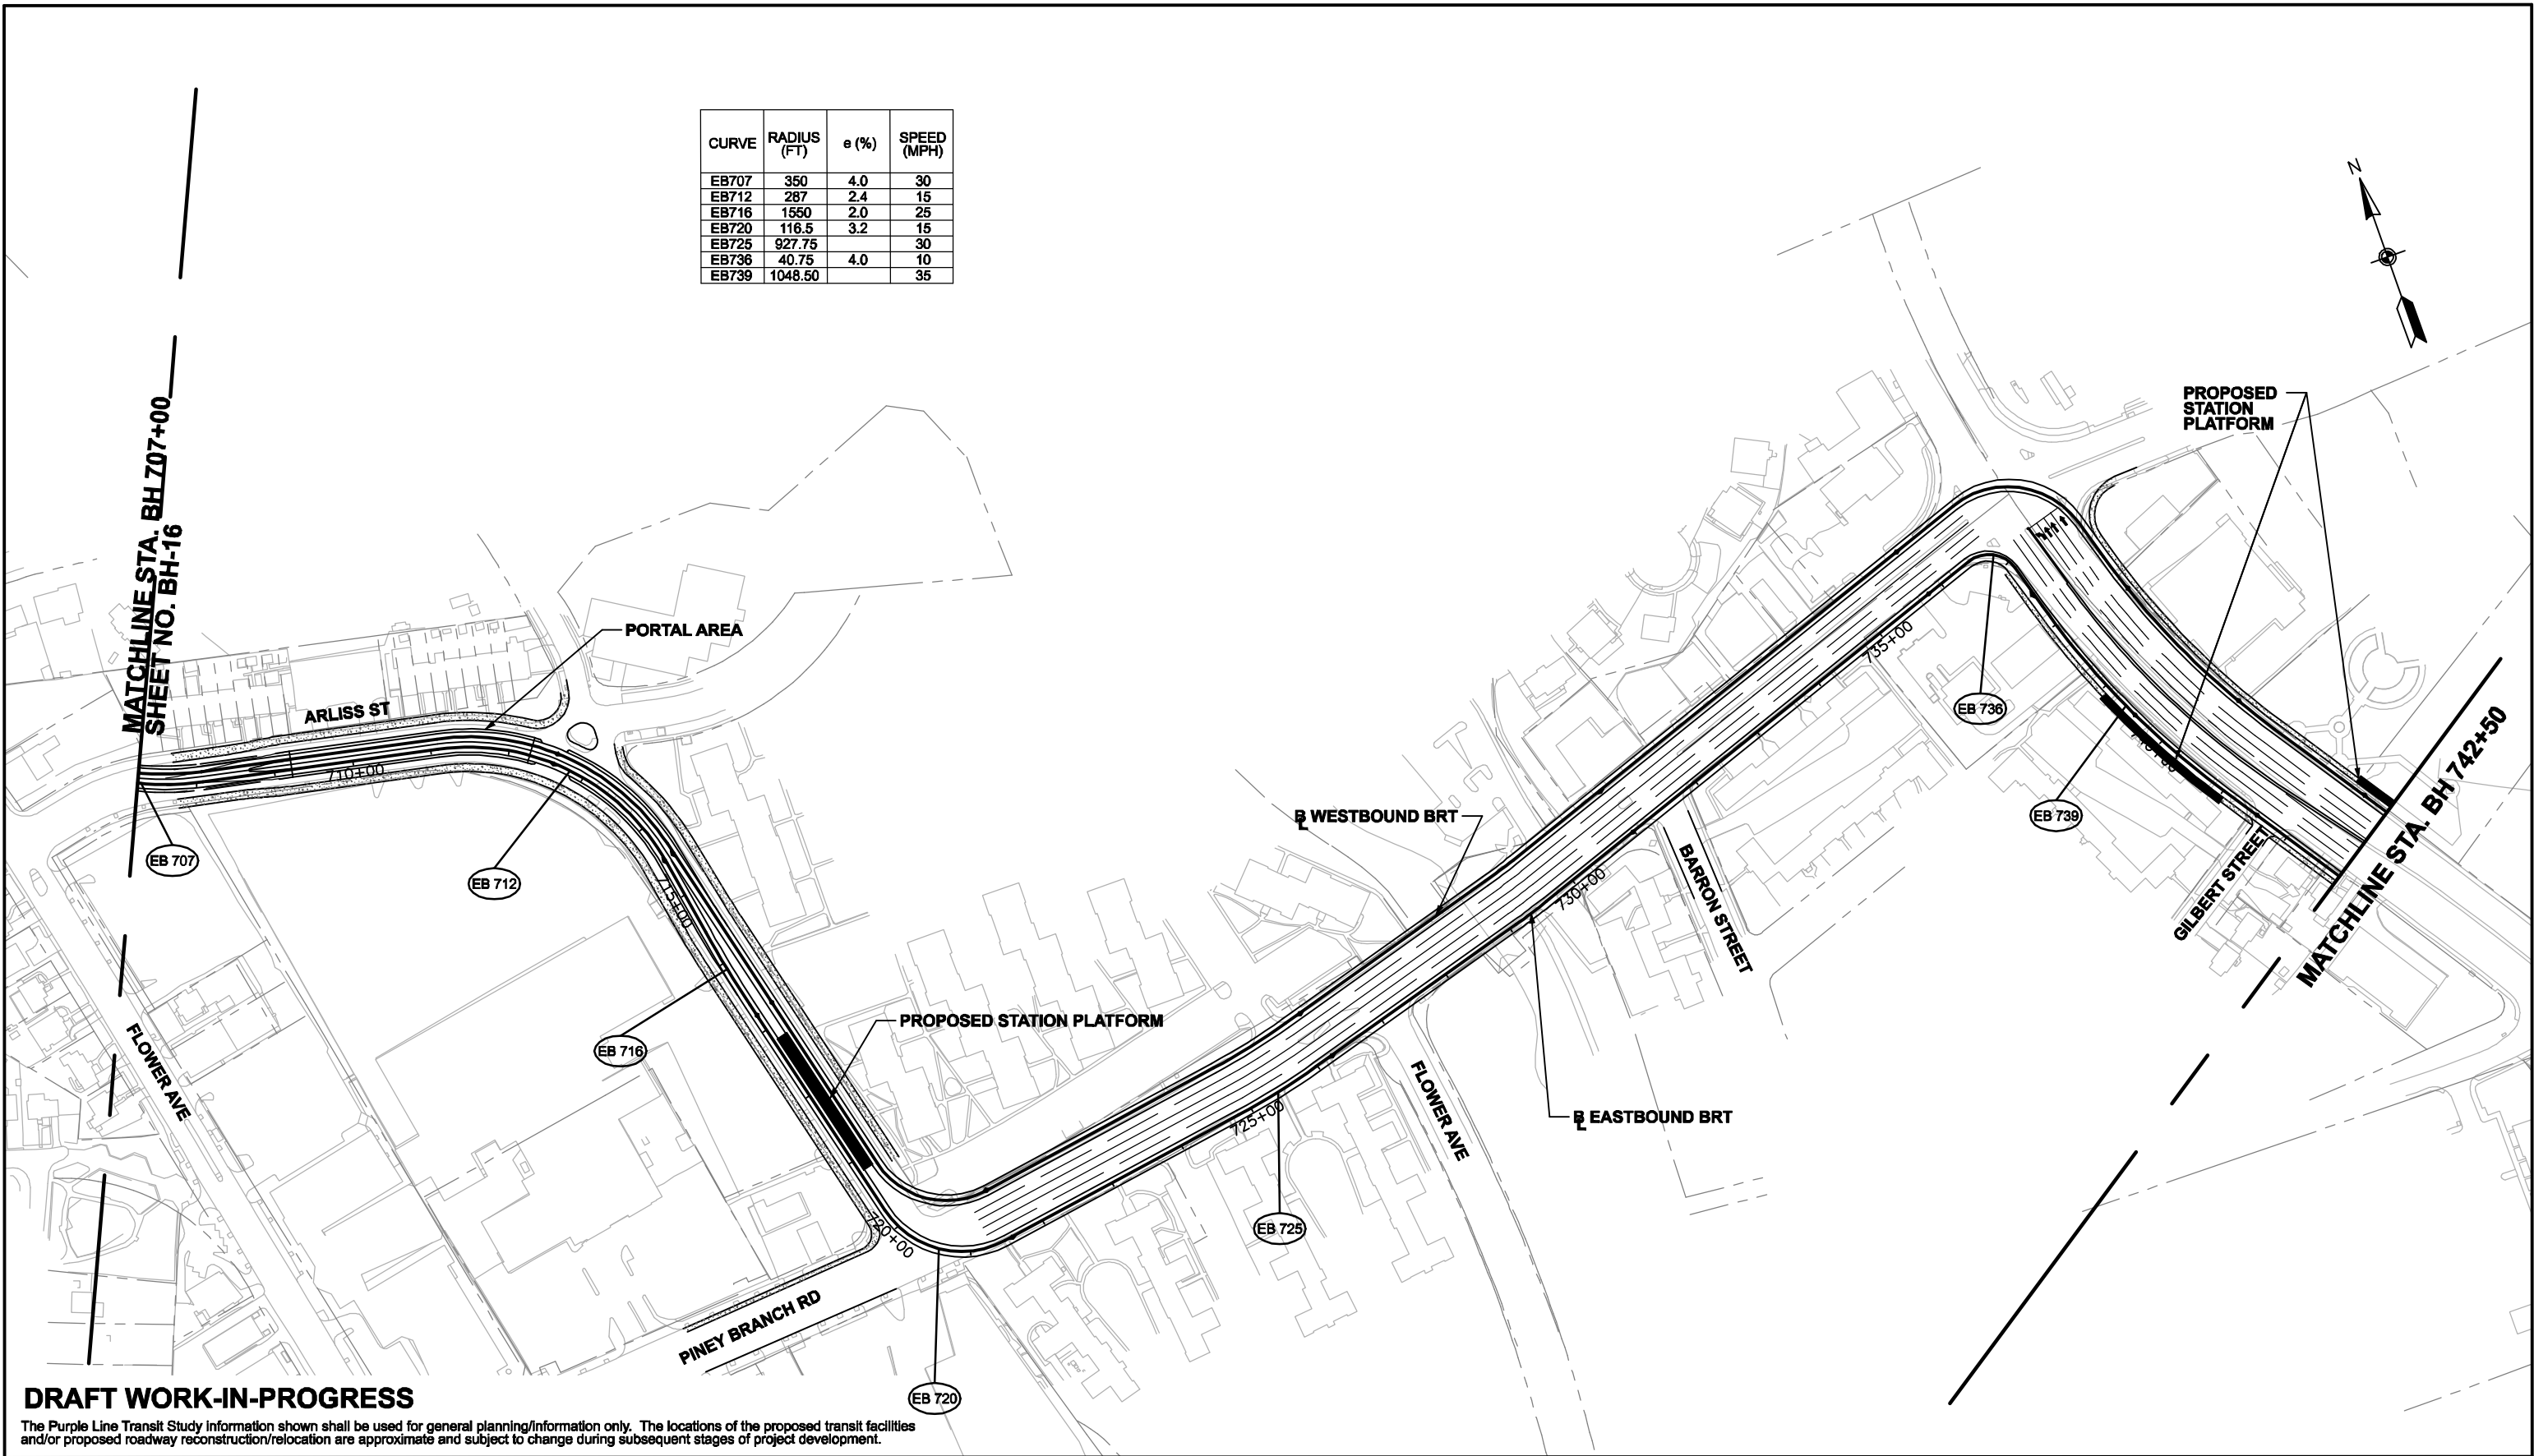 CURVE RADIUS (FT) e (%) SPEED (MPH)
EB707 350 4.0 30
EB712 287 2.4 15
EB716 1550 2.0 25
EB720 116.5 3.2 15
EB725 927.75 30
EB736 40.75 4.0 10
EB739 1048.50 35
N
PROPOSED
STATION
PLATFORM
MATCHLINE STA. BH 707+00
SHEET NO. BH-16
PORTAL AREA
ARLISS ST
710+00
EB 707
EB 712
715+00
EB 716
PROPOSED STATION PLATFORM
FLOWER AVE
720+00
PINEY BRANCH RD
EB 720
725+00
EB 725
FLOWER AVE
BL WESTBOUND BRT
BL EASTBOUND BRT
730+00
BARRON STREET
735+00
EB 736
EB 739
GILBERT STREET
MATCHLINE STA. BH 742+50
DRAFT WORK-IN-PROGRESS
The Purple Line Transit Study information shown shall be used for general planning/information only. The locations of the proposed transit facilities
and/or proposed roadway reconstruction/relocation are approximate and subject to change during subsequent stages of project development.